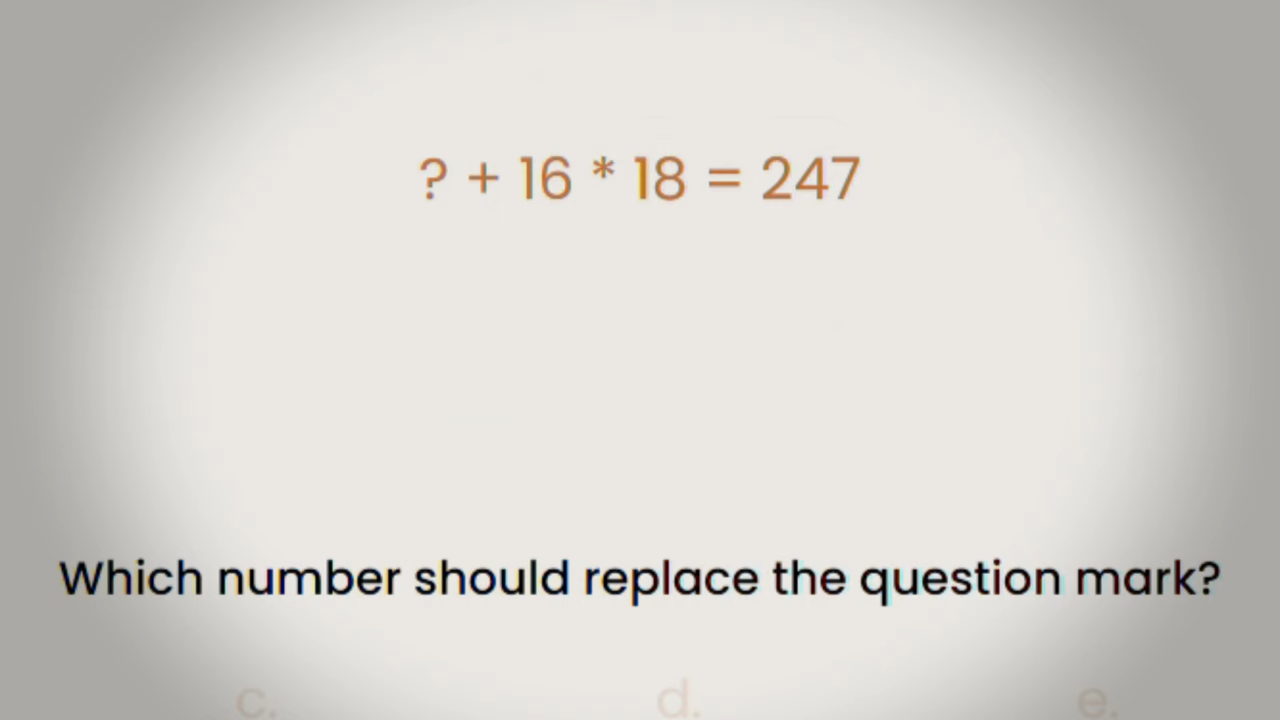 ? + 16 * 18 = 247
Which number should replace the question mark?
c. d. e.